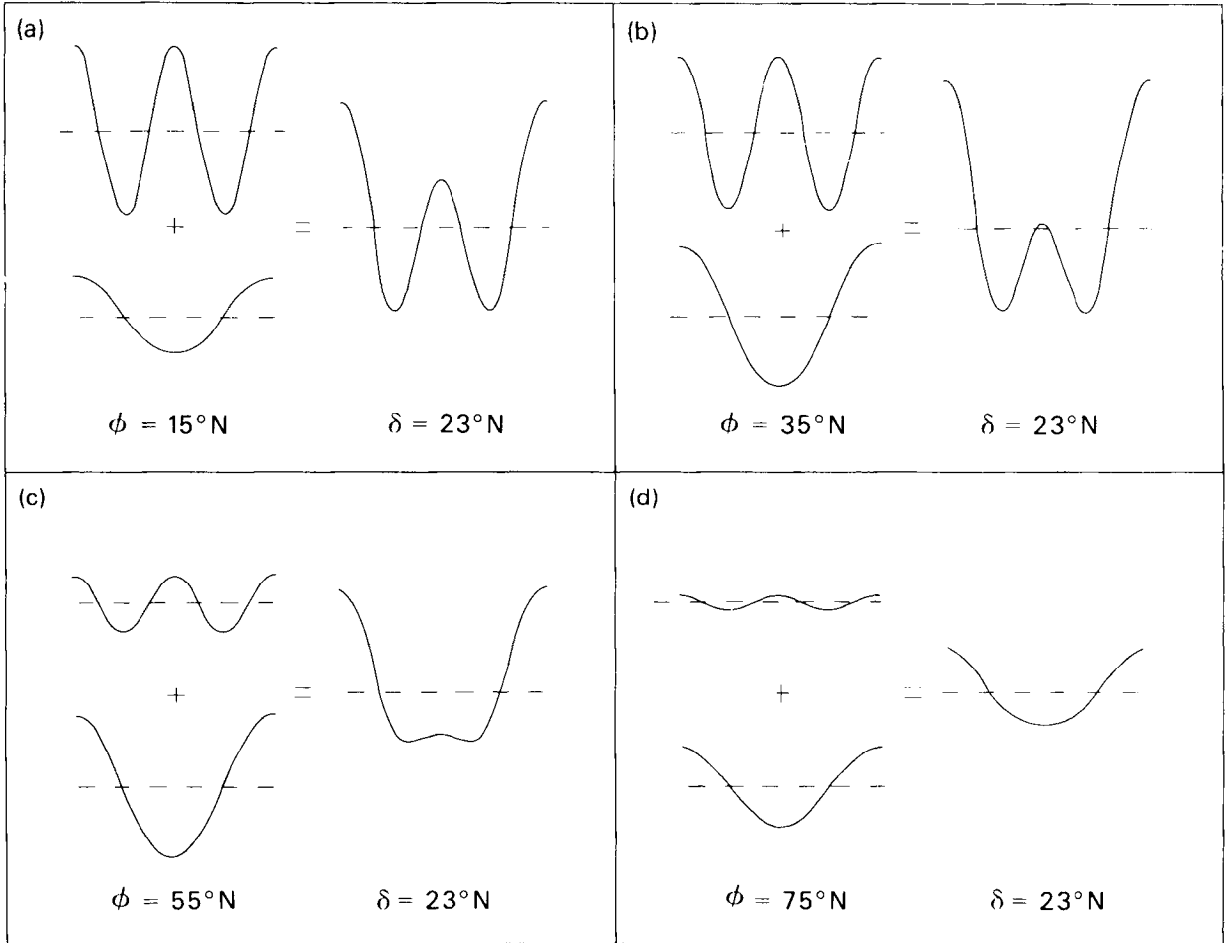 (a)
+ =
ϕ = 15°N δ = 23°N
(b)
+ =
ϕ = 35°N δ = 23°N
(c)
+ =
ϕ = 55°N δ = 23°N
(d)
+ =
ϕ = 75°N δ = 23°N